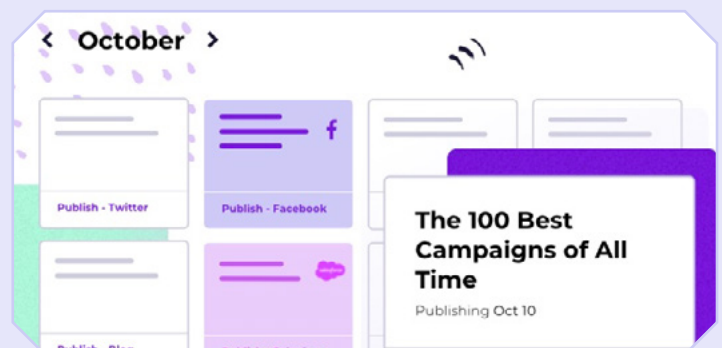 October
Publish - Twitter
Publish - Facebook
The 100 Best
Campaigns of All
Time
Publishing Oct 10